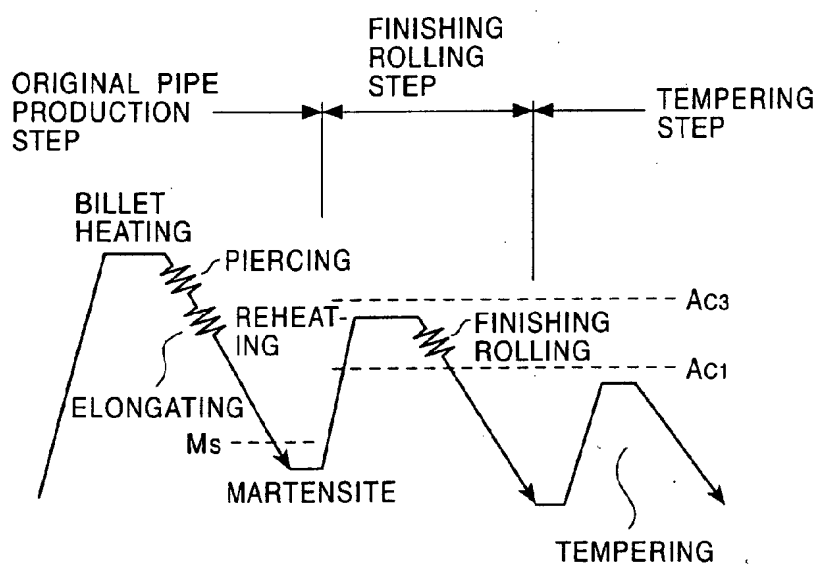 FINISHING
ROLLING
STEP
ORIGINAL PIPE
PRODUCTION
STEP
TEMPERING
STEP
BILLET
HEATING
PIERCING
REHEAT-
ING
FINISHING
ROLLING
AC3
AC1
ELONGATING
Ms
MARTENSITE
TEMPERING